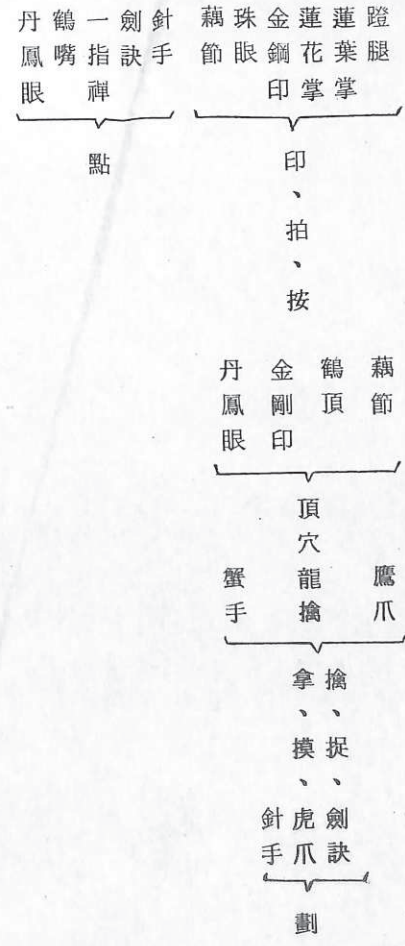 蹬腿
蓮葉掌
蓮花掌
金鋼印
珠眼
藕節
印、拍、按
針手
劍訣
一指禪
鶴嘴
丹鳳眼
點
藕節
鶴頂
金剛印
丹鳳眼
頂穴
鷹爪
龍擒
蟹手
擒、捉、
拿、摸、
劍訣
虎爪
針手
劃